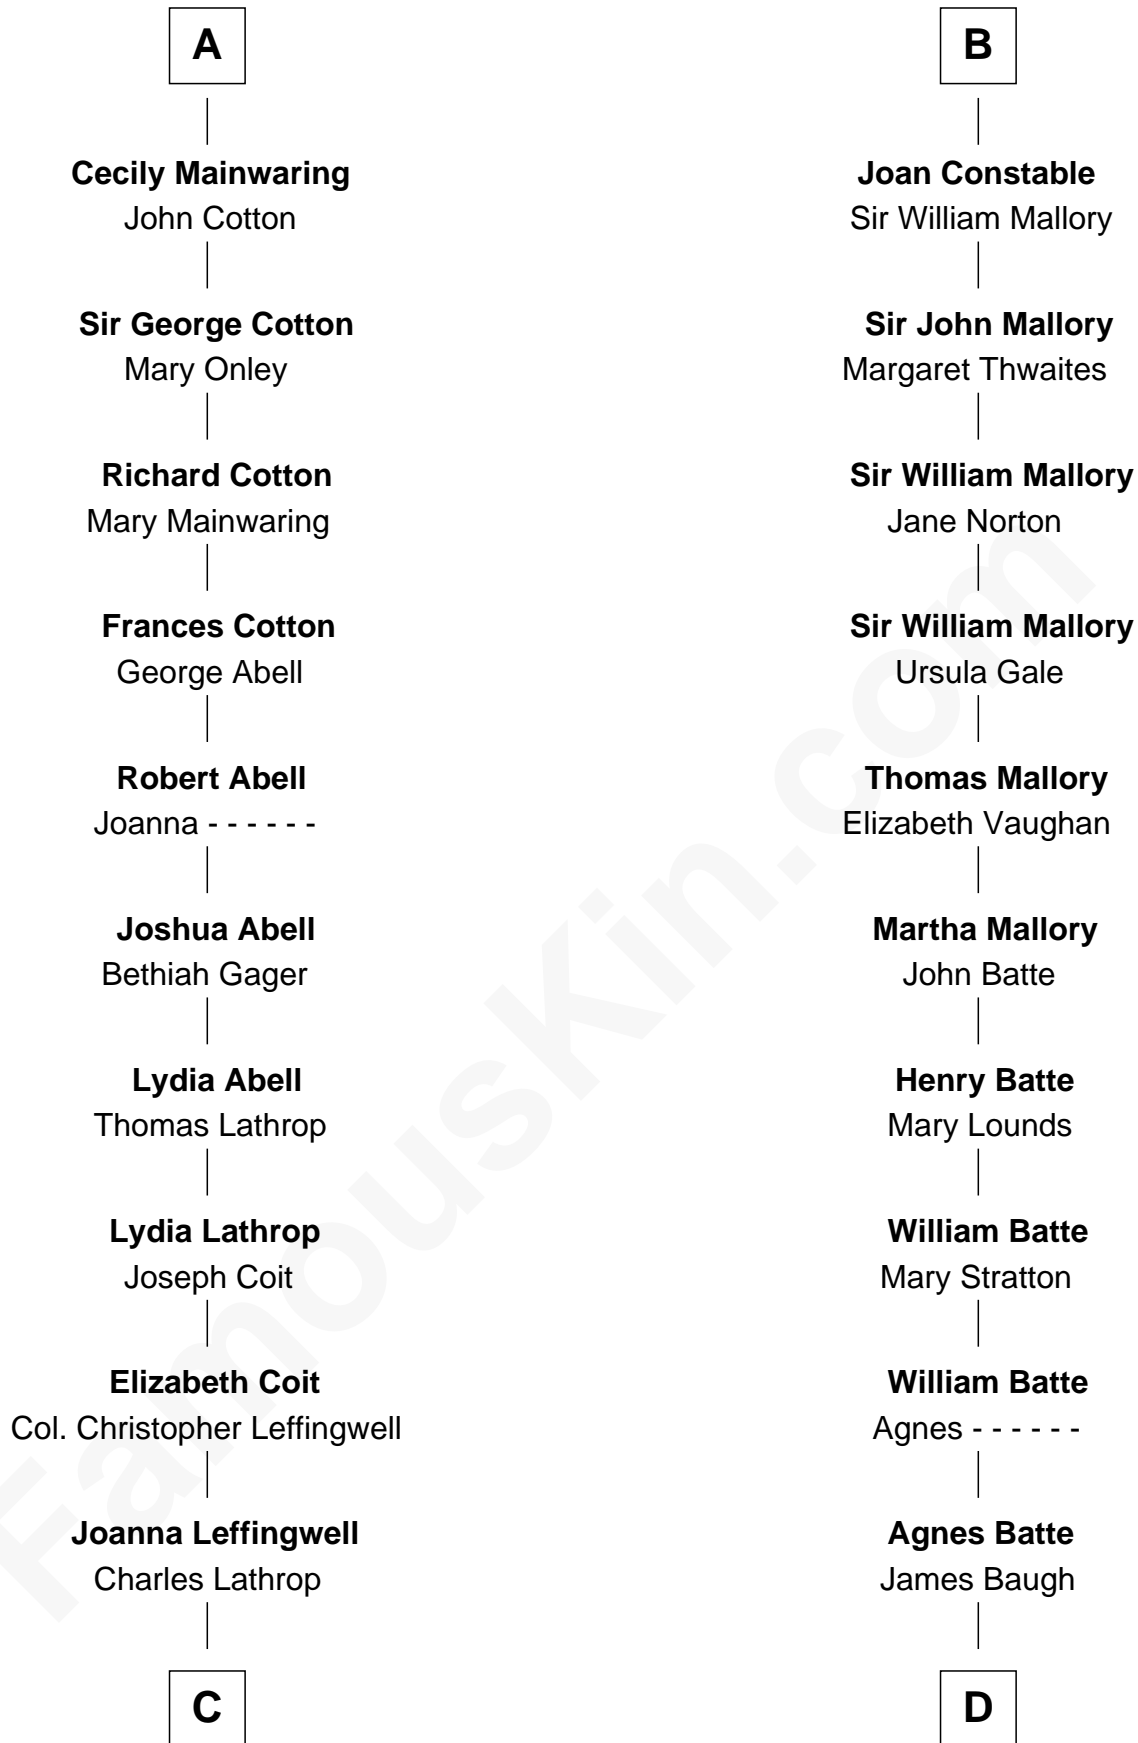 A
Cecily Mainwaring
John Cotton
Sir George Cotton
Mary Onley
Richard Cotton
Mary Mainwaring
Frances Cotton
George Abell
Robert Abell
Joanna - - - - - -
Joshua Abell
Bethiah Gager
Lydia Abell
Thomas Lathrop
Lydia Lathrop
Joseph Coit
Elizabeth Coit
Col. Christopher Leffingwell
Joanna Leffingwell
Charles Lathrop
C
B
Joan Constable
Sir William Mallory
Sir John Mallory
Margaret Thwaites
Sir William Mallory
Jane Norton
Sir William Mallory
Ursula Gale
Thomas Mallory
Elizabeth Vaughan
Martha Mallory
John Batte
Henry Batte
Mary Lounds
William Batte
Mary Stratton
William Batte
Agnes - - - - - -
Agnes Batte
James Baugh
D
FamousKin.com